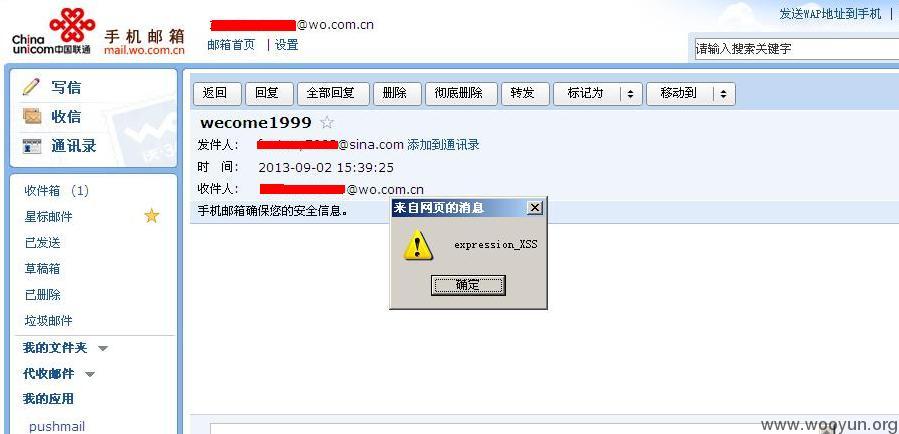 China unicom中国联通
手机邮箱
mail.wo.com.cn
@wo.com.cn
邮箱首页 | 设置
发送WAP地址到手机 |
请输入搜索关键字
写信
收信
通讯录
收件箱 (1)
星标邮件
已发送
草稿箱
已删除
垃圾邮件
我的文件夹
代收邮件
我的应用
pushmail
返回 回复 全部回复 删除 彻底删除 转发 标记为 移动到
wecome1999
发件人： @sina.com 添加到通讯录
时 间： 2013-09-02 15:39:25
收件人： @wo.com.cn
手机邮箱确保您的安全信息。
来自网页的消息
expression_XSS
确定
www.wooyun.org